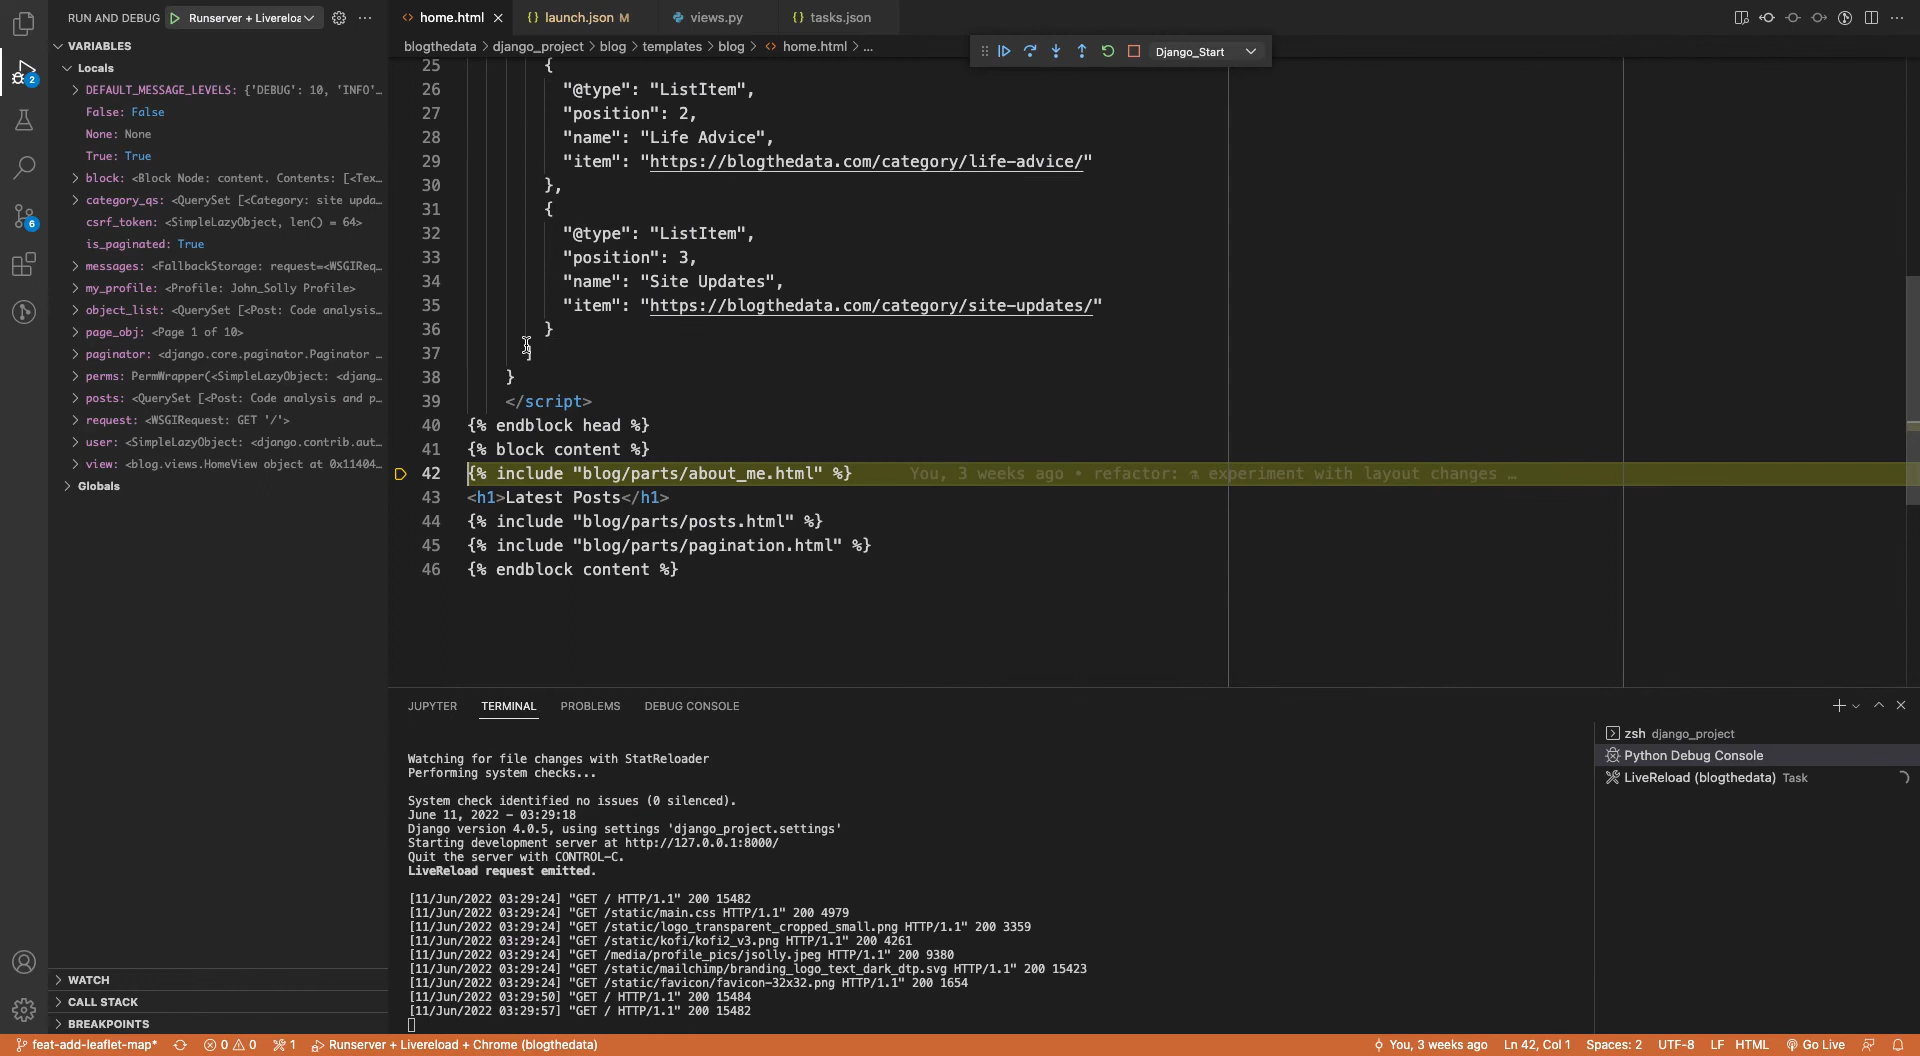 RUN AND DEBUG Runserver + Liverelo
VARIABLES
Locals
DEFAULT_MESSAGE_LEVELS: {'DEBUG': 10, 'INFO'…
False: False
None: None
True: True
block: <Block Node: content. Contents: [<Tex…
category_qs: <QuerySet [<Category: site upda…
csrf_token: <SimpleLazyObject, len() = 64>
is_paginated: True
messages: <FallbackStorage: request=<WSGIReq…
my_profile: <Profile: John_Solly Profile>
object_list: <QuerySet [<Post: Code analysis…
page_obj: <Page 1 of 10>
paginator: <django.core.paginator.Paginator …
perms: PermWrapper(<SimpleLazyObject: <djang…
posts: <QuerySet [<Post: Code analysis and p…
request: <WSGIRequest: GET '/'>
user: <SimpleLazyObject: <django.contrib.aut…
view: <blog.views.HomeView object at 0x11404…
Globals
WATCH
CALL STACK
BREAKPOINTS
2
6
home.html launch.json M views.py tasks.json
blogthedata > django_project > blog > templates > blog > home.html > ...
Django_Start
25 {
26 "@type": "ListItem",
27 "position": 2,
28 "name": "Life Advice",
29 "item": "https://blogthedata.com/category/life-advice/"
30 },
31 {
32 "@type": "ListItem",
33 "position": 3,
34 "name": "Site Updates",
35 "item": "https://blogthedata.com/category/site-updates/"
36 }
37 ]
38 }
39 </script>
40 {% endblock head %}
41 {% block content %}
42 {% include "blog/parts/about_me.html" %} You, 3 weeks ago • refactor: ⚗ experiment with layout changes …
43 <h1>Latest Posts</h1>
44 {% include "blog/parts/posts.html" %}
45 {% include "blog/parts/pagination.html" %}
46 {% endblock content %}
JUPYTER TERMINAL PROBLEMS DEBUG CONSOLE
Watching for file changes with StatReloader
Performing system checks...
System check identified no issues (0 silenced).
June 11, 2022 - 03:29:18
Django version 4.0.5, using settings 'django_project.settings'
Starting development server at http://127.0.0.1:8000/
Quit the server with CONTROL-C.
LiveReload request emitted.
[11/Jun/2022 03:29:24] "GET / HTTP/1.1" 200 15482
[11/Jun/2022 03:29:24] "GET /static/main.css HTTP/1.1" 200 4979
[11/Jun/2022 03:29:24] "GET /static/logo_transparent_cropped_small.png HTTP/1.1" 200 3359
[11/Jun/2022 03:29:24] "GET /static/kofi/kofi2_v3.png HTTP/1.1" 200 4261
[11/Jun/2022 03:29:24] "GET /media/profile_pics/jsolly.jpeg HTTP/1.1" 200 9380
[11/Jun/2022 03:29:24] "GET /static/mailchimp/branding_logo_text_dark_dtp.svg HTTP/1.1" 200 15423
[11/Jun/2022 03:29:24] "GET /static/favicon/favicon-32x32.png HTTP/1.1" 200 1654
[11/Jun/2022 03:29:50] "GET / HTTP/1.1" 200 15484
[11/Jun/2022 03:29:57] "GET / HTTP/1.1" 200 15482
zsh django_project
Python Debug Console
LiveReload (blogthedata) Task
feat-add-leaflet-map* 0 0 1 Runserver + Livereload + Chrome (blogthedata) You, 3 weeks ago Ln 42, Col 1 Spaces: 2 UTF-8 LF HTML Go Live